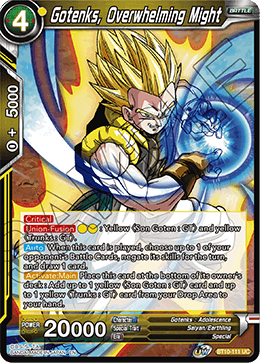 4
Gotenks, Overwhelming Might
BATTLE
0 + 5000
Critical
Union-Fusion : Yellow ⟨Son Goten : GT⟩ and yellow
⟨Trunks : GT⟩.
Auto When this card is played, choose up to 1 of your
opponent's Battle Cards, negate its skills for the turn,
and draw 1 card.
Activate:Main Place this card at the bottom of its owner's
deck: Add up to 1 yellow ⟨Son Goten : GT⟩ card and up to
1 yellow ⟨Trunks : GT⟩ card from your Drop Area to
your hand.
POWER 20000
Character Gotenks : Adolescence
Special Trait Saiyan/Earthling
Era
BT10-111 UC